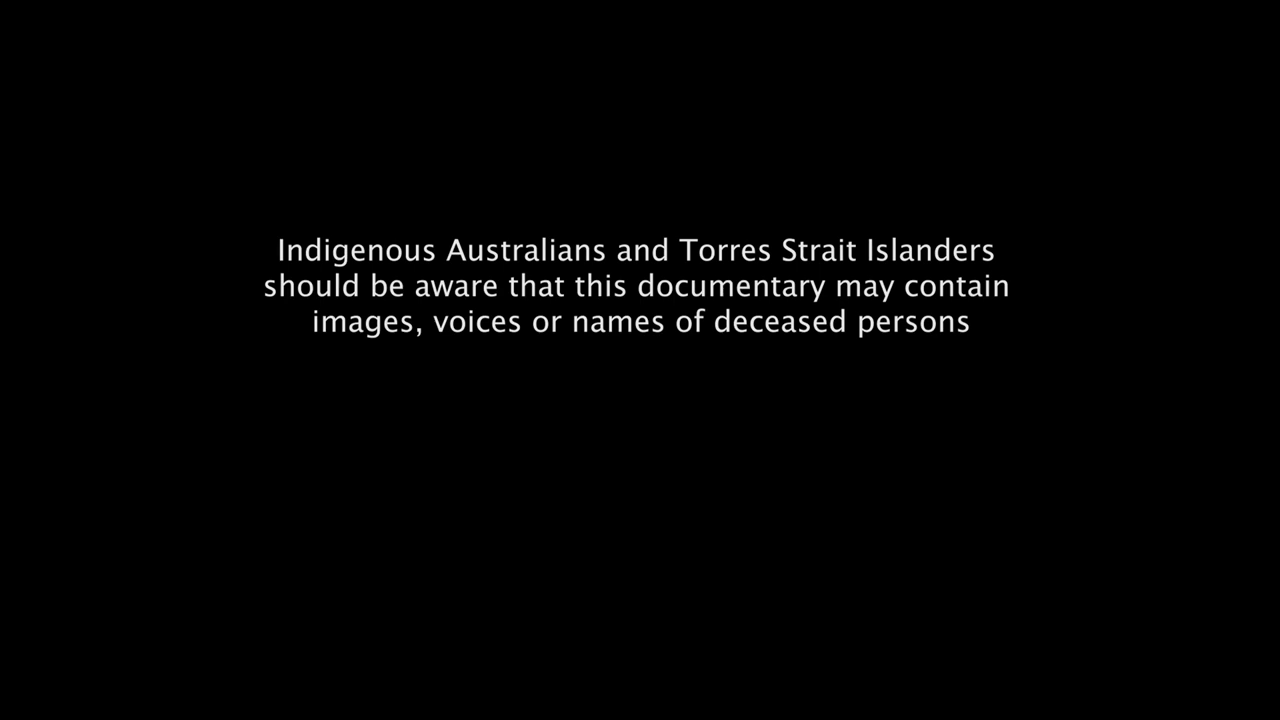 Indigenous Australians and Torres Strait Islanders
should be aware that this documentary may contain
images, voices or names of deceased persons